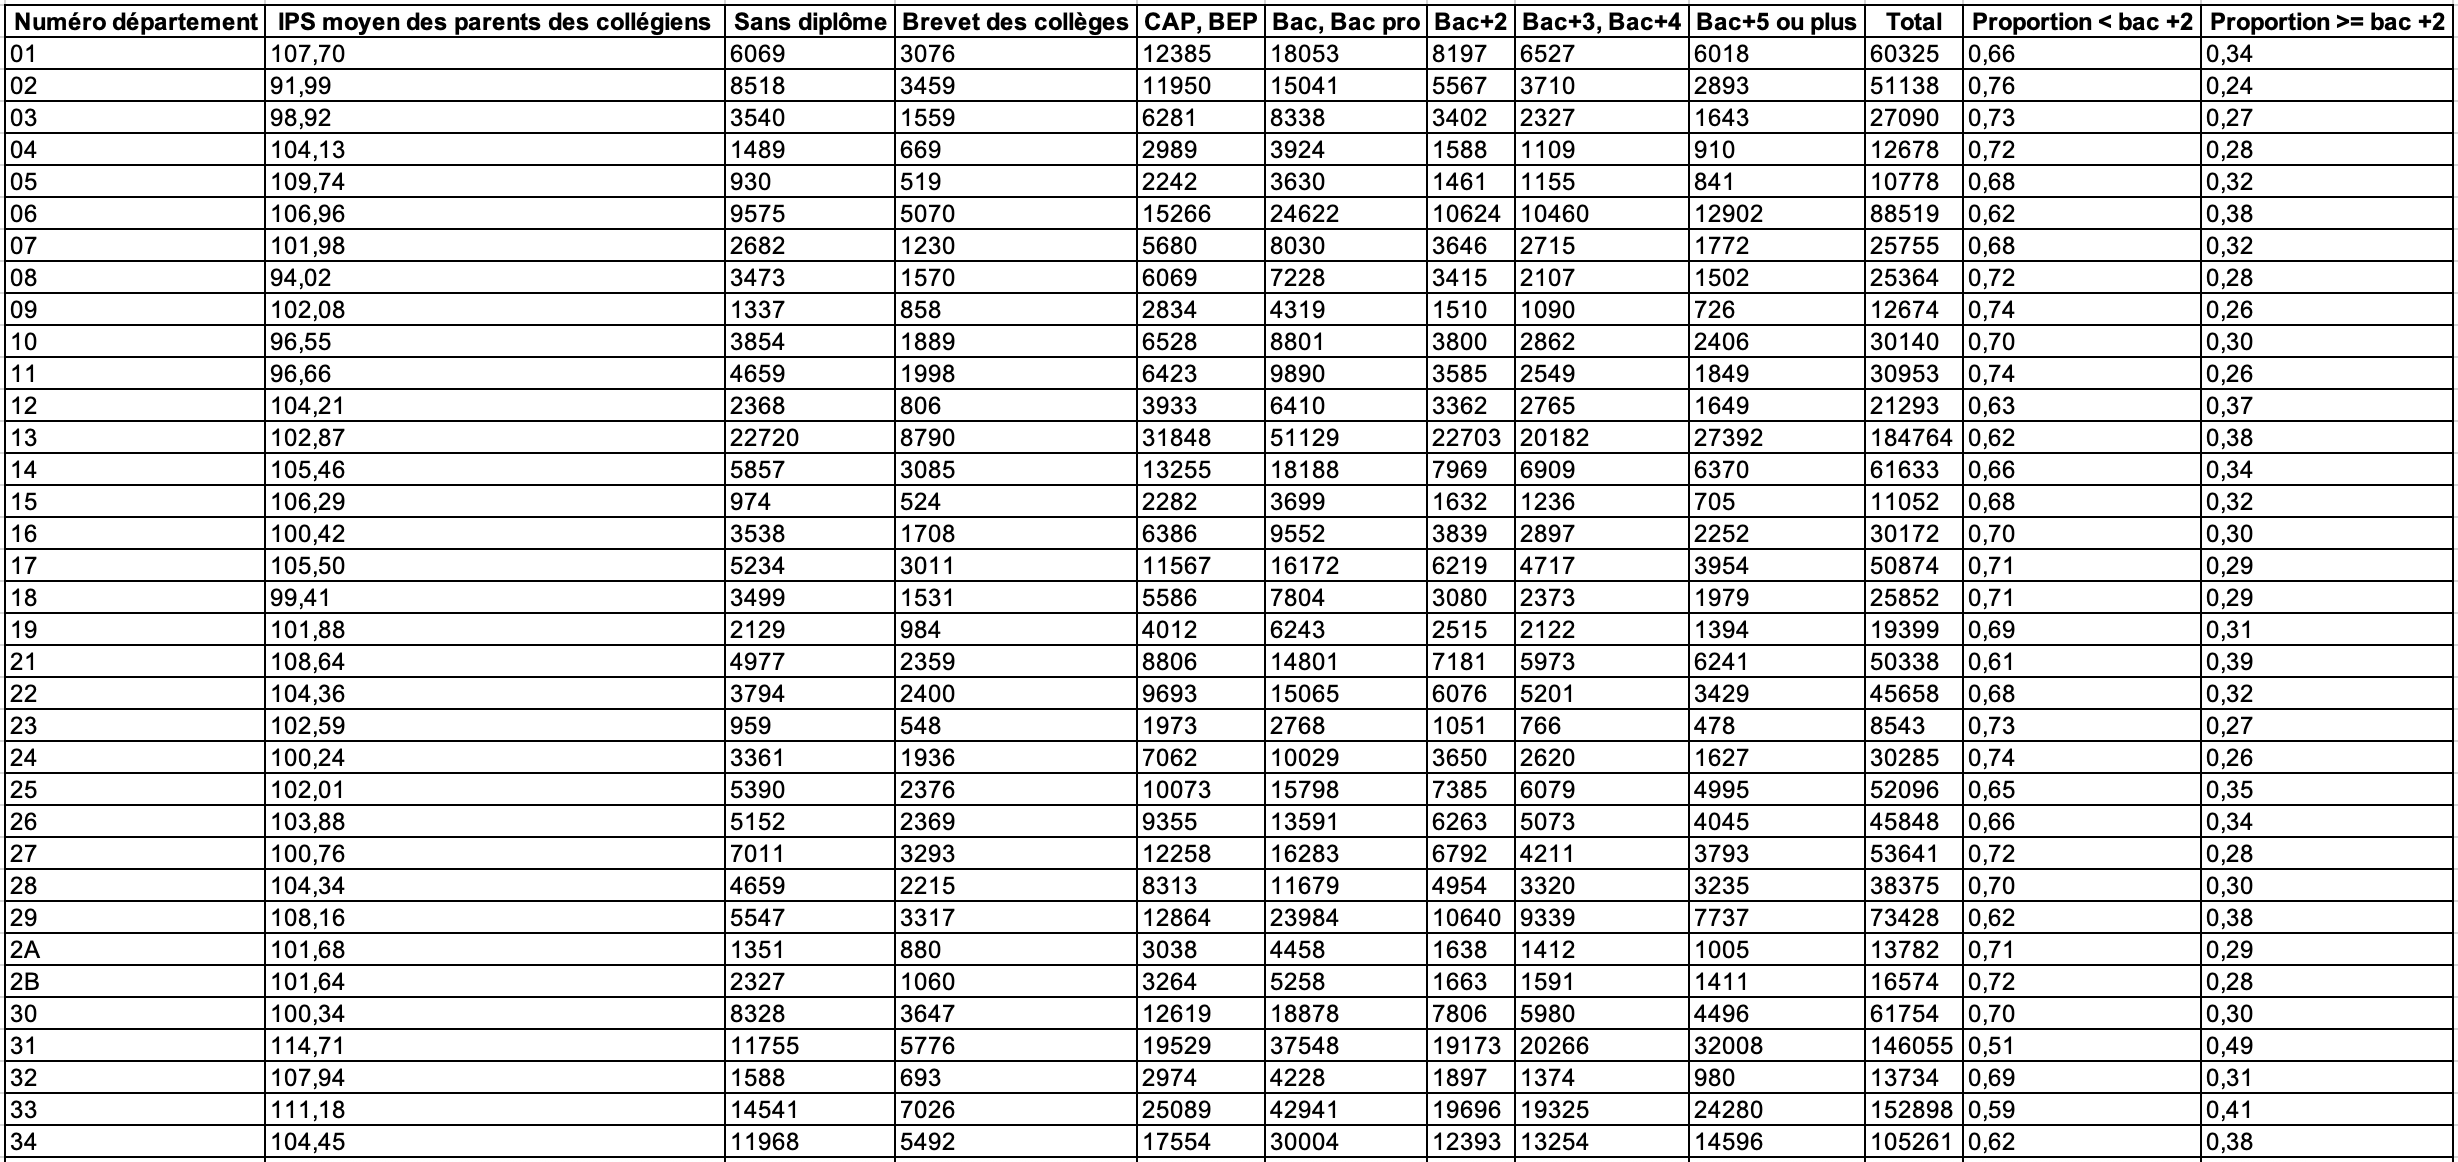 Numéro département IPS moyen des parents des collégiens Sans diplôme Brevet des collèges CAP, BEP Bac, Bac pro Bac+2 Bac+3, Bac+4 Bac+5 ou plus Total Proportion < bac +2 Proportion >= bac +2
01 107,70 6069 3076 12385 18053 8197 6527 6018 60325 0,66 0,34
02 91,99 8518 3459 11950 15041 5567 3710 2893 51138 0,76 0,24
03 98,92 3540 1559 6281 8338 3402 2327 1643 27090 0,73 0,27
04 104,13 1489 669 2989 3924 1588 1109 910 12678 0,72 0,28
05 109,74 930 519 2242 3630 1461 1155 841 10778 0,68 0,32
06 106,96 9575 5070 15266 24622 10624 10460 12902 88519 0,62 0,38
07 101,98 2682 1230 5680 8030 3646 2715 1772 25755 0,68 0,32
08 94,02 3473 1570 6069 7228 3415 2107 1502 25364 0,72 0,28
09 102,08 1337 858 2834 4319 1510 1090 726 12674 0,74 0,26
10 96,55 3854 1889 6528 8801 3800 2862 2406 30140 0,70 0,30
11 96,66 4659 1998 6423 9890 3585 2549 1849 30953 0,74 0,26
12 104,21 2368 806 3933 6410 3362 2765 1649 21293 0,63 0,37
13 102,87 22720 8790 31848 51129 22703 20182 27392 184764 0,62 0,38
14 105,46 5857 3085 13255 18188 7969 6909 6370 61633 0,66 0,34
15 106,29 974 524 2282 3699 1632 1236 705 11052 0,68 0,32
16 100,42 3538 1708 6386 9552 3839 2897 2252 30172 0,70 0,30
17 105,50 5234 3011 11567 16172 6219 4717 3954 50874 0,71 0,29
18 99,41 3499 1531 5586 7804 3080 2373 1979 25852 0,71 0,29
19 101,88 2129 984 4012 6243 2515 2122 1394 19399 0,69 0,31
21 108,64 4977 2359 8806 14801 7181 5973 6241 50338 0,61 0,39
22 104,36 3794 2400 9693 15065 6076 5201 3429 45658 0,68 0,32
23 102,59 959 548 1973 2768 1051 766 478 8543 0,73 0,27
24 100,24 3361 1936 7062 10029 3650 2620 1627 30285 0,74 0,26
25 102,01 5390 2376 10073 15798 7385 6079 4995 52096 0,65 0,35
26 103,88 5152 2369 9355 13591 6263 5073 4045 45848 0,66 0,34
27 100,76 7011 3293 12258 16283 6792 4211 3793 53641 0,72 0,28
28 104,34 4659 2215 8313 11679 4954 3320 3235 38375 0,70 0,30
29 108,16 5547 3317 12864 23984 10640 9339 7737 73428 0,62 0,38
2A 101,68 1351 880 3038 4458 1638 1412 1005 13782 0,71 0,29
2B 101,64 2327 1060 3264 5258 1663 1591 1411 16574 0,72 0,28
30 100,34 8328 3647 12619 18878 7806 5980 4496 61754 0,70 0,30
31 114,71 11755 5776 19529 37548 19173 20266 32008 146055 0,51 0,49
32 107,94 1588 693 2974 4228 1897 1374 980 13734 0,69 0,31
33 111,18 14541 7026 25089 42941 19696 19325 24280 152898 0,59 0,41
34 104,45 11968 5492 17554 30004 12393 13254 14596 105261 0,62 0,38